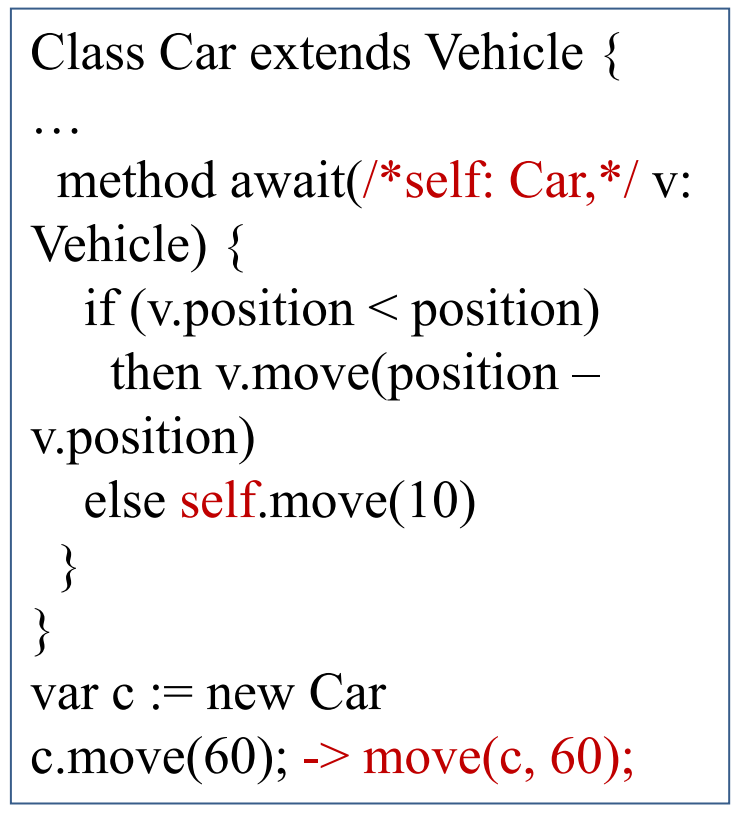 Class Car extends Vehicle {
…
method await(/*self: Car,*/ v:
Vehicle) {
if (v.position < position)
then v.move(position –
v.position)
else self.move(10)
}
}
var c := new Car
c.move(60); -> move(c, 60);